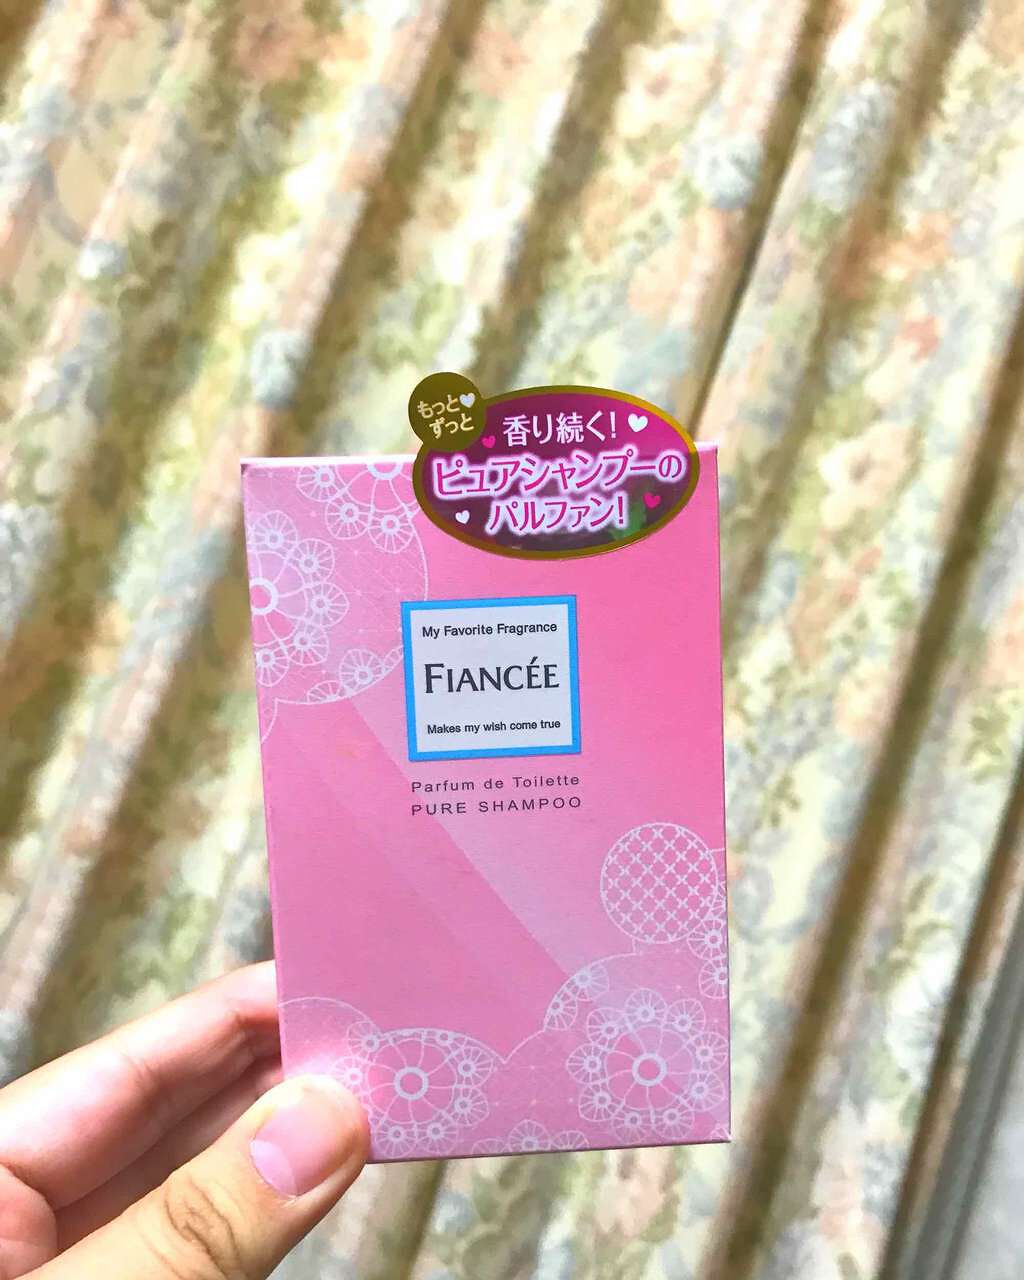 もっと
ずっと
香り続く!
ピュアシャンプーの
パルファン!
My Favorite Fragrance
FIANCÉE
Makes my wish come true
Parfum de Toilette
PURE SHAMPOO